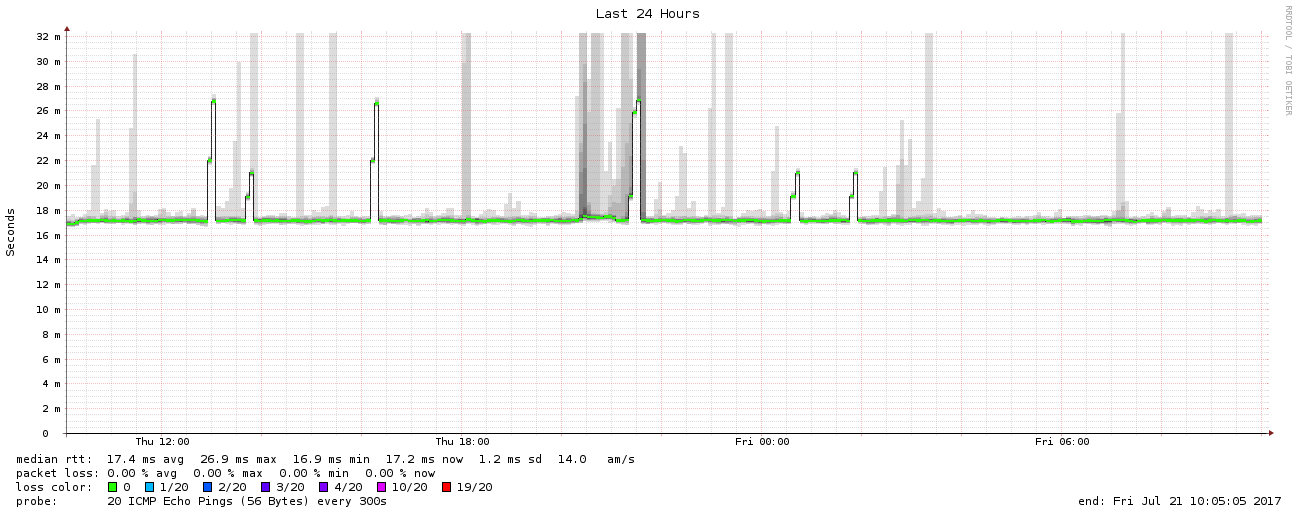 Last 24 Hours
RRDTOOL / TOBI OETIKER
Seconds
32 m
30 m
28 m
26 m
24 m
22 m
20 m
18 m
16 m
14 m
12 m
10 m
8 m
6 m
4 m
2 m
0
Thu 12:00 Thu 18:00 Fri 00:00 Fri 06:00
median rtt: 17.4 ms avg 26.9 ms max 16.9 ms min 17.2 ms now 1.2 ms sd 14.0 am/s
packet loss: 0.00 % avg 0.00 % max 0.00 % min 0.00 % now
loss color: 0 1/20 2/20 3/20 4/20 10/20 19/20
probe: 20 ICMP Echo Pings (56 Bytes) every 300s end: Fri Jul 21 10:05:05 2017